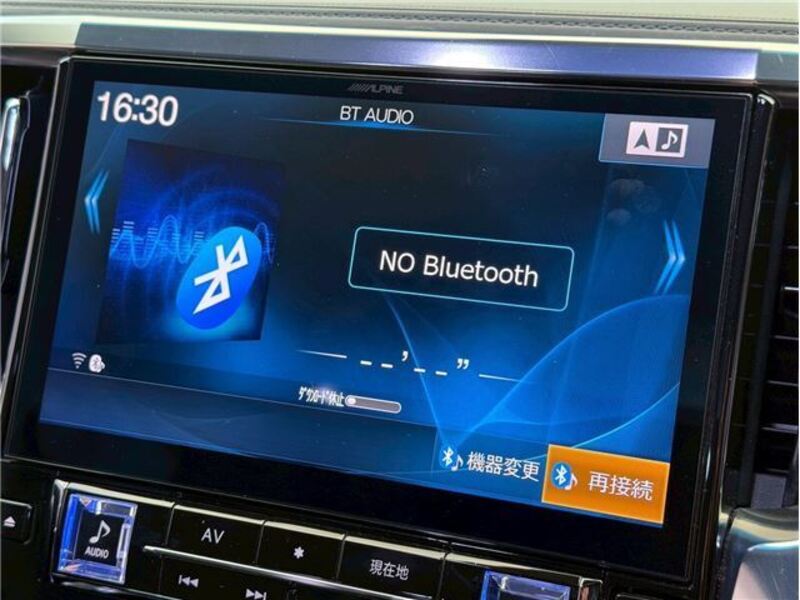 ALPINE
16:30
BT AUDIO
NO Bluetooth
--'--"
ﾀﾞｳﾝﾛｰﾄﾞ休止
機器変更
再接続
AUDIO
AV
*
現在地